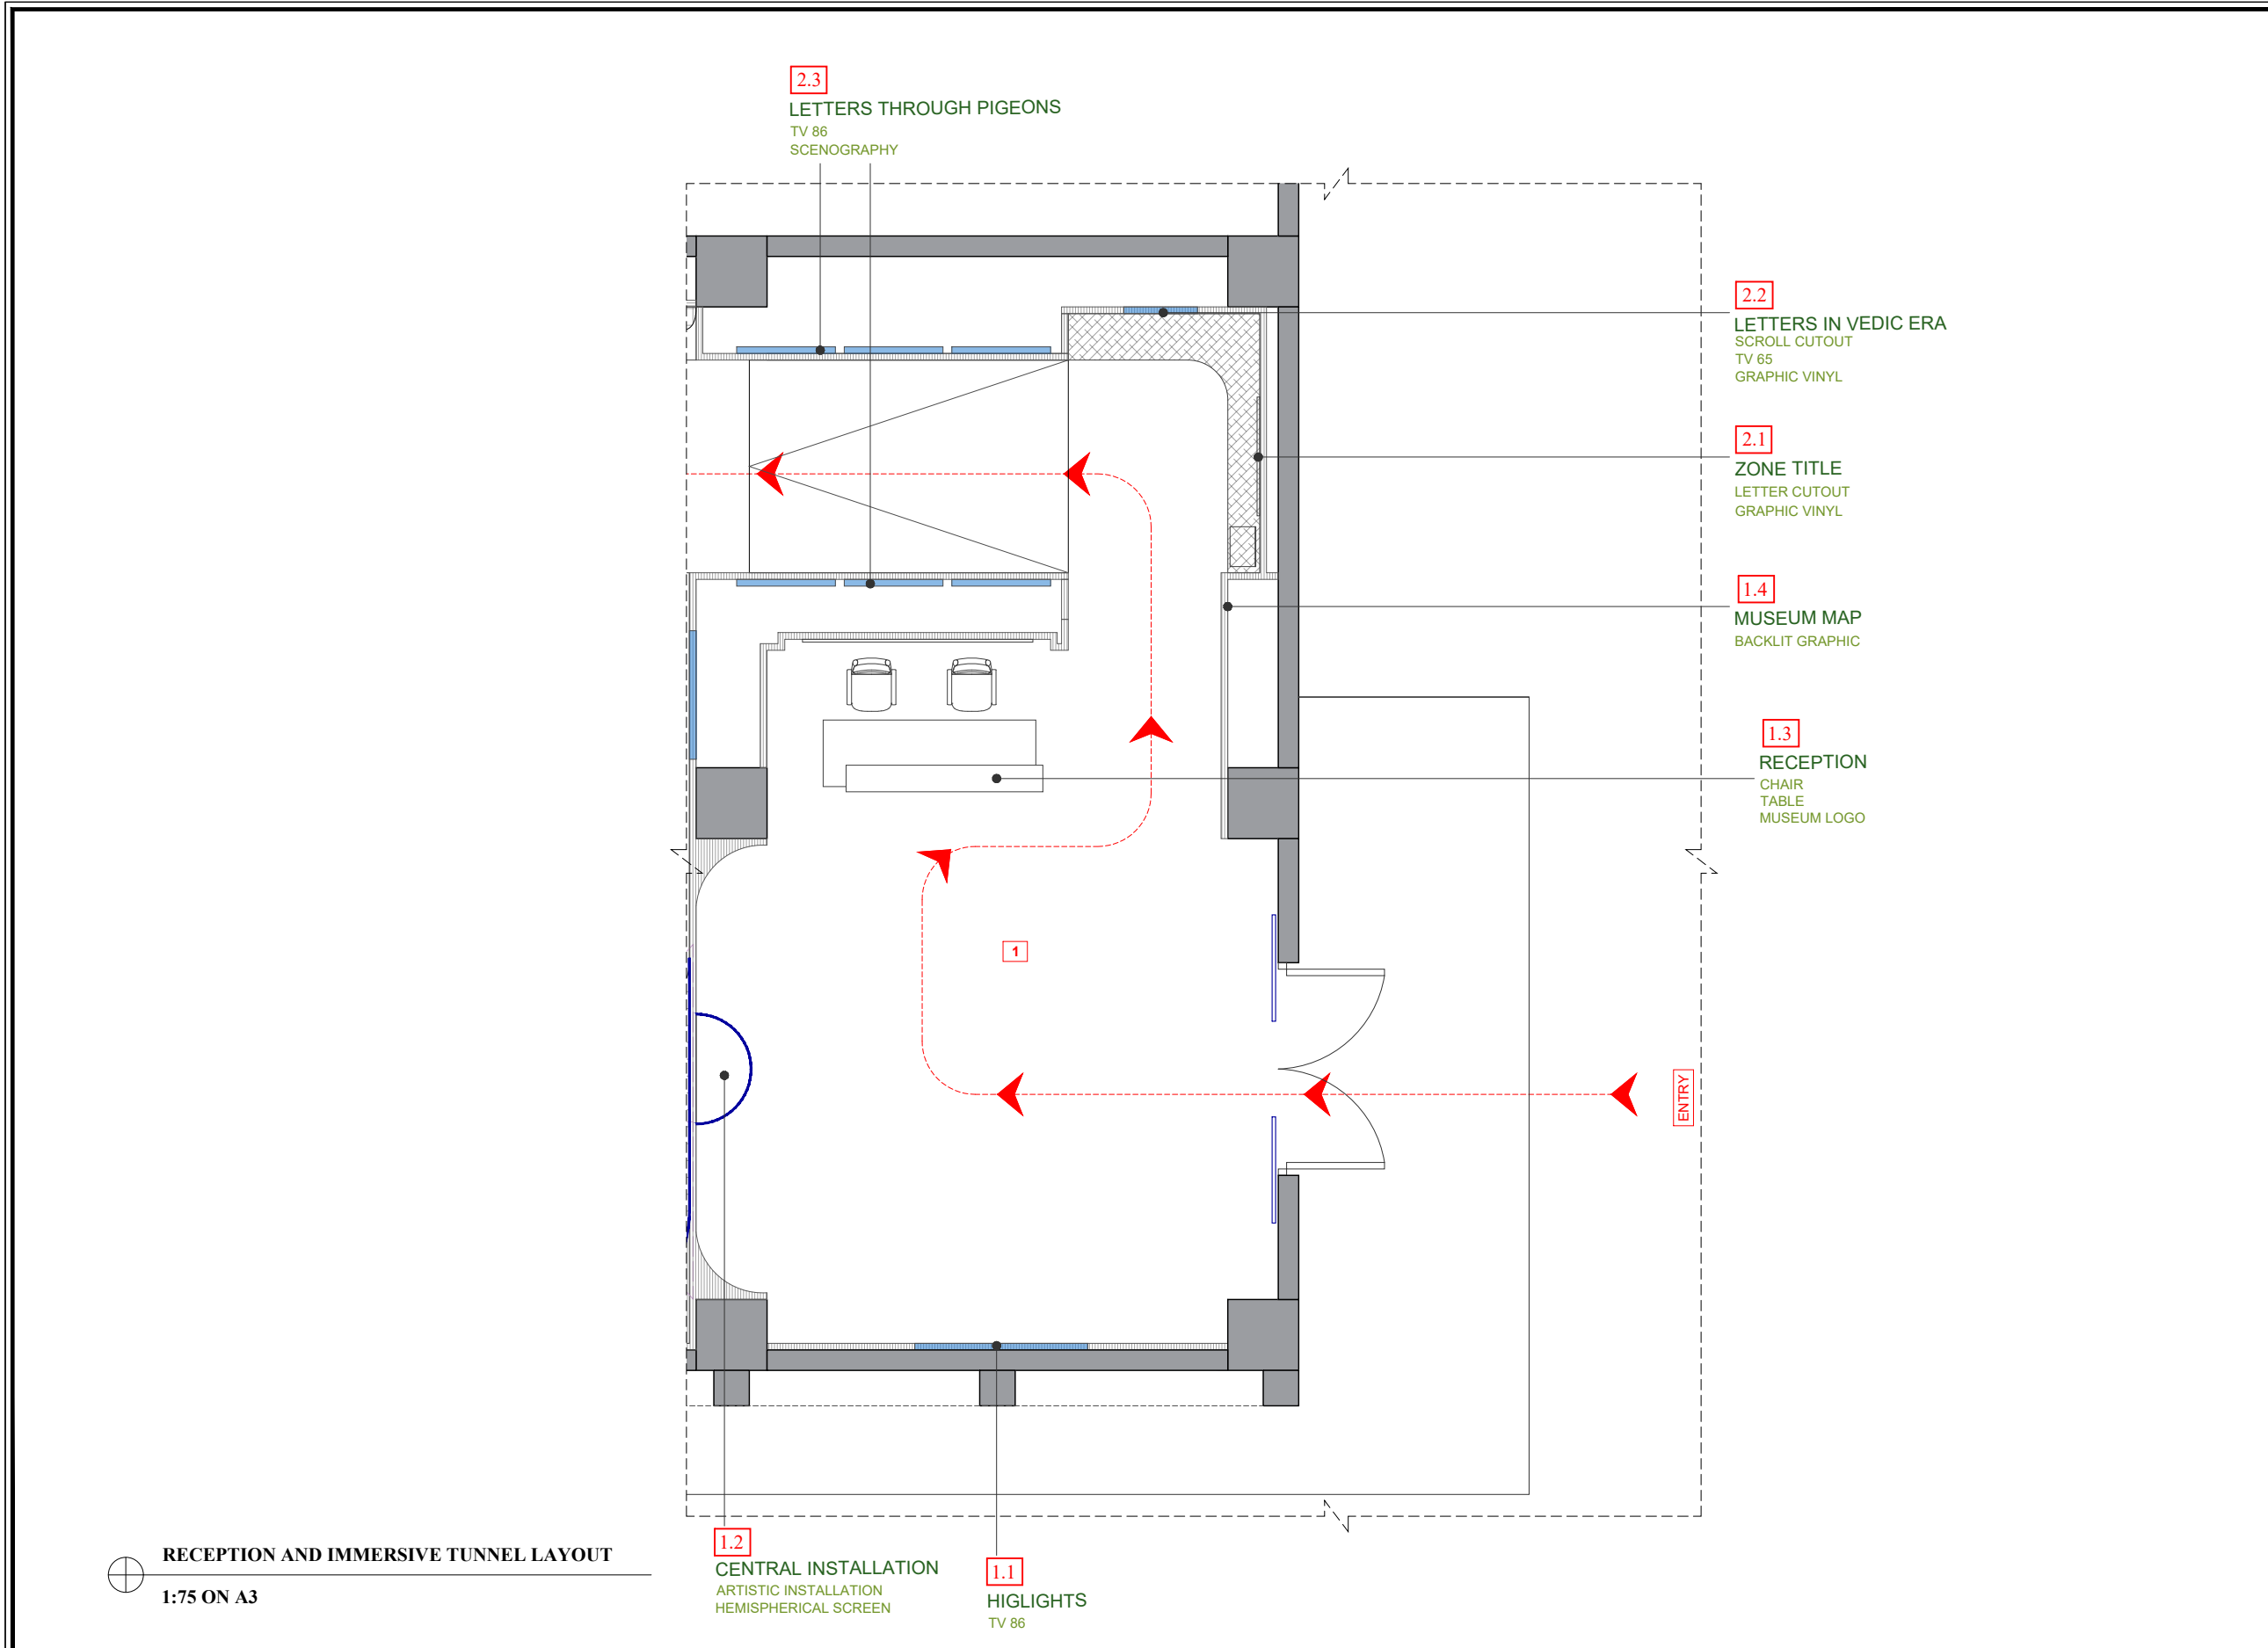 2.3
LETTERS THROUGH PIGEONS
TV 86
SCENOGRAPHY
2.2
LETTERS IN VEDIC ERA
SCROLL CUTOUT
TV 65
GRAPHIC VINYL
2.1
ZONE TITLE
LETTER CUTOUT
GRAPHIC VINYL
1.4
MUSEUM MAP
BACKLIT GRAPHIC
1.3
RECEPTION
CHAIR
TABLE
MUSEUM LOGO
1
ENTRY
1.2
CENTRAL INSTALLATION
ARTISTIC INSTALLATION
HEMISPHERICAL SCREEN
1.1
HIGLIGHTS
TV 86
RECEPTION AND IMMERSIVE TUNNEL LAYOUT
1:75 ON A3